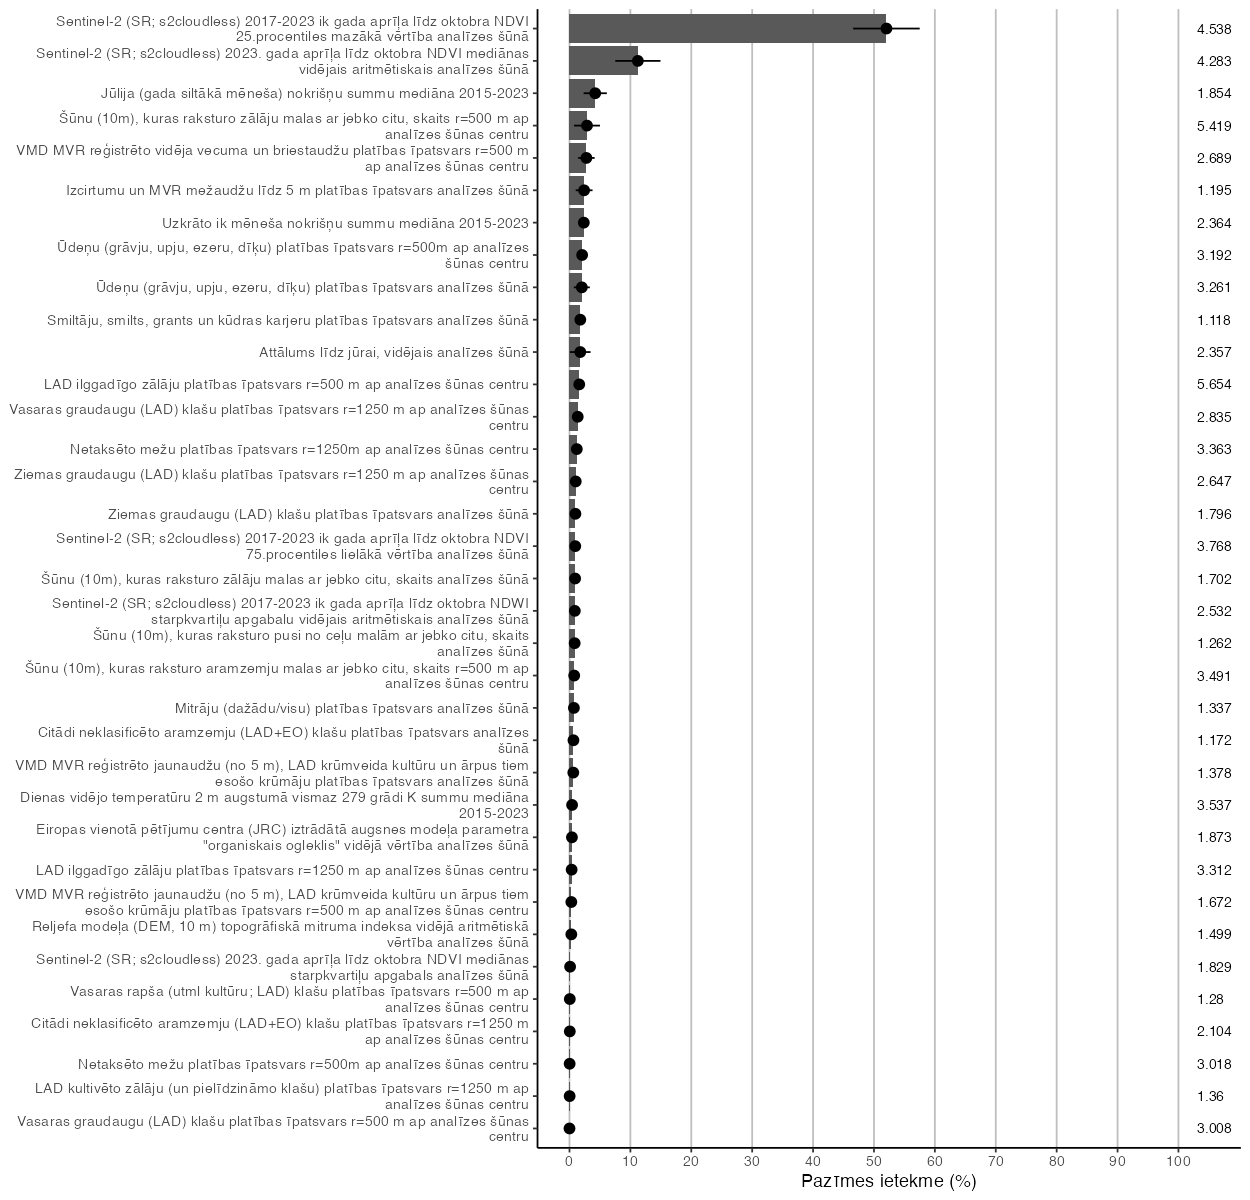 Sentinel-2 (SR; s2cloudless) 2017-2023 ik gada aprīļa līdz oktobra NDVI
25.procentiles mazākā vērtība analīzes šūnā
4.538
Sentinel-2 (SR; s2cloudless) 2023. gada aprīļa līdz oktobra NDVI mediānas
vidējais aritmētiskais analīzes šūnā
4.283
Jūlija (gada siltākā mēneša) nokrišņu summu mediāna 2015-2023
1.854
Šūnu (10m), kuras raksturo zālāju malas ar jebko citu, skaits r=500 m ap
analīzes šūnas centru
5.419
VMD MVR reģistrēto vidēja vecuma un briestaudžu platības īpatsvars r=500 m
ap analīzes šūnas centru
2.689
Izcirtumu un MVR mežaudžu līdz 5 m platības īpatsvars analīzes šūnā
1.195
Uzkrāto ik mēneša nokrišņu summu mediāna 2015-2023
2.364
Ūdeņu (grāvju, upju, ezeru, dīķu) platības īpatsvars r=500m ap analīzes
šūnas centru
3.192
Ūdeņu (grāvju, upju, ezeru, dīķu) platības īpatsvars analīzes šūnā
3.261
Smiltāju, smilts, grants un kūdras karjeru platības īpatsvars analīzes šūnā
1.118
Attālums līdz jūrai, vidējais analīzes šūnā
2.357
LAD ilggadīgo zālāju platības īpatsvars r=500 m ap analīzes šūnas centru
5.654
Vasaras graudaugu (LAD) klašu platības īpatsvars r=1250 m ap analīzes šūnas
centru
2.835
Netaksēto mežu platības īpatsvars r=1250m ap analīzes šūnas centru
3.363
Ziemas graudaugu (LAD) klašu platības īpatsvars r=1250 m ap analīzes šūnas
centru
2.647
Ziemas graudaugu (LAD) klašu platības īpatsvars analīzes šūnā
1.796
Sentinel-2 (SR; s2cloudless) 2017-2023 ik gada aprīļa līdz oktobra NDVI
75.procentiles lielākā vērtība analīzes šūnā
3.768
Šūnu (10m), kuras raksturo zālāju malas ar jebko citu, skaits analīzes šūnā
1.702
Sentinel-2 (SR; s2cloudless) 2017-2023 ik gada aprīļa līdz oktobra NDWI
starpkvartiļu apgabalu vidējais aritmētiskais analīzes šūnā
2.532
Šūnu (10m), kuras raksturo pusi no ceļu malām ar jebko citu, skaits
analīzes šūnā
1.262
Šūnu (10m), kuras raksturo aramzemju malas ar jebko citu, skaits r=500 m ap
analīzes šūnas centru
3.491
Mitrāju (dažādu/visu) platības īpatsvars analīzes šūnā
1.337
Citādi neklasificēto aramzemju (LAD+EO) klašu platības īpatsvars analīzes
šūnā
1.172
VMD MVR reģistrēto jaunaudžu (no 5 m), LAD krūmveida kultūru un ārpus tiem
esošo krūmāju platības īpatsvars analīzes šūnā
1.378
Dienas vidējo temperatūru 2 m augstumā vismaz 279 grādi K summu mediāna
2015-2023
3.537
Eiropas vienotā pētījumu centra (JRC) iztrādātā augsnes modeļa parametra
"organiskais ogleklis" vidējā vērtība analīzes šūnā
1.873
LAD ilggadīgo zālāju platības īpatsvars r=1250 m ap analīzes šūnas centru
3.312
VMD MVR reģistrēto jaunaudžu (no 5 m), LAD krūmveida kultūru un ārpus tiem
esošo krūmāju platības īpatsvars r=500 m ap analīzes šūnas centru
1.672
Reljefa modeļa (DEM, 10 m) topogrāfiskā mitruma indeksa vidējā aritmētiskā
vērtība analīzes šūnā
1.499
Sentinel-2 (SR; s2cloudless) 2023. gada aprīļa līdz oktobra NDVI mediānas
starpkvartiļu apgabals analīzes šūnā
1.829
Vasaras rapša (utml kultūru; LAD) klašu platības īpatsvars r=500 m ap
analīzes šūnas centru
1.28
Citādi neklasificēto aramzemju (LAD+EO) klašu platības īpatsvars r=1250 m
ap analīzes šūnas centru
2.104
Netaksēto mežu platības īpatsvars r=500m ap analīzes šūnas centru
3.018
LAD kultivēto zālāju (un pielīdzināmo klašu) platības īpatsvars r=1250 m ap
analīzes šūnas centru
1.36
Vasaras graudaugu (LAD) klašu platības īpatsvars r=500 m ap analīzes šūnas
centru
3.008
0 10 20 30 40 50 60 70 80 90 100
Pazīmes ietekme (%)